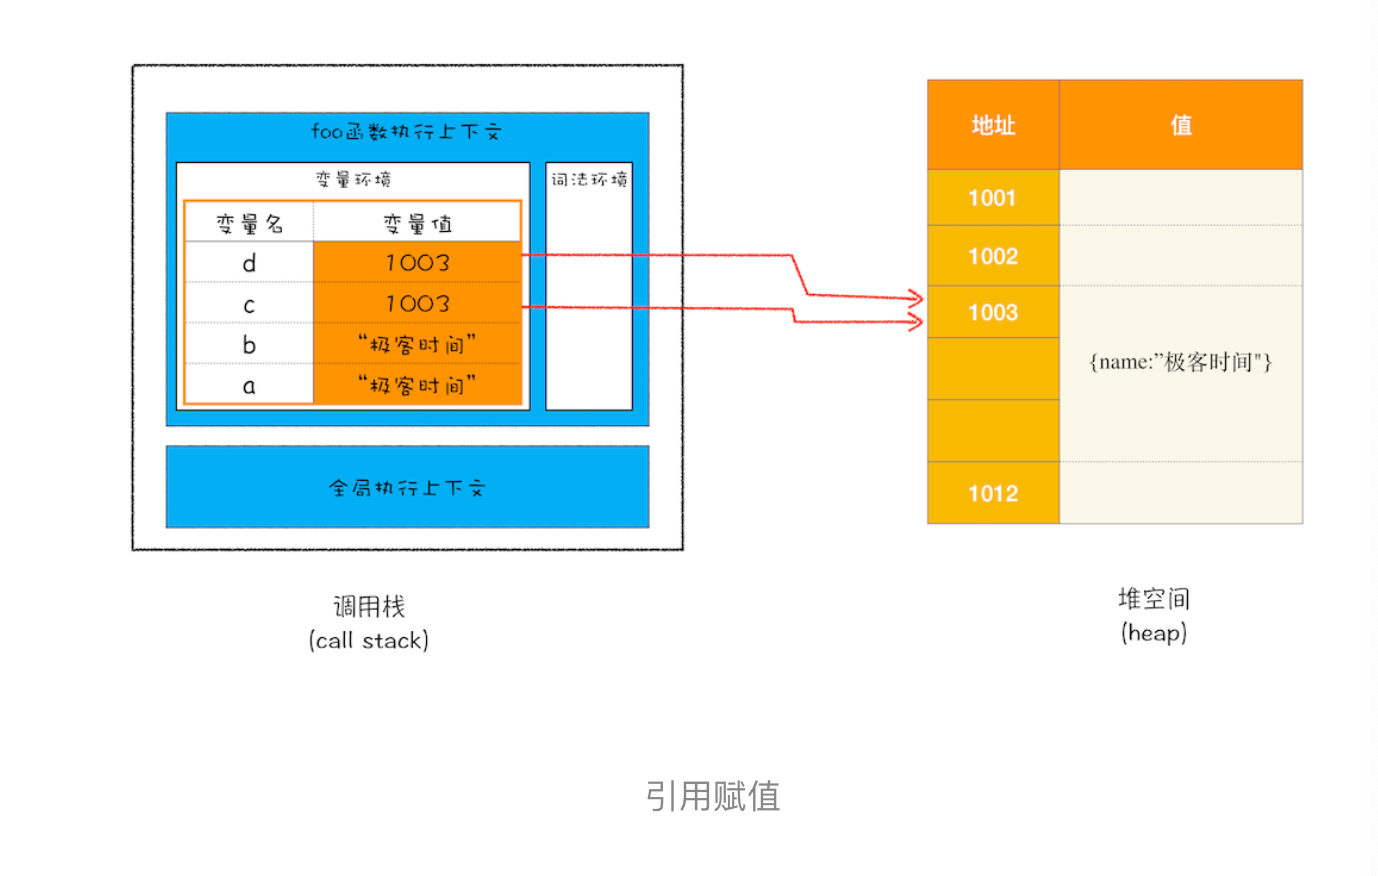 foo函数执行上下文
变量环境
词法环境
变量名 变量值
d 1003
c 1003
b “极客时间”
a “极客时间”
全局执行上下文
调用栈
(call stack)
地址 值
1001
1002
1003
{name:”极客时间"}
1012
堆空间
(heap)
引用赋值